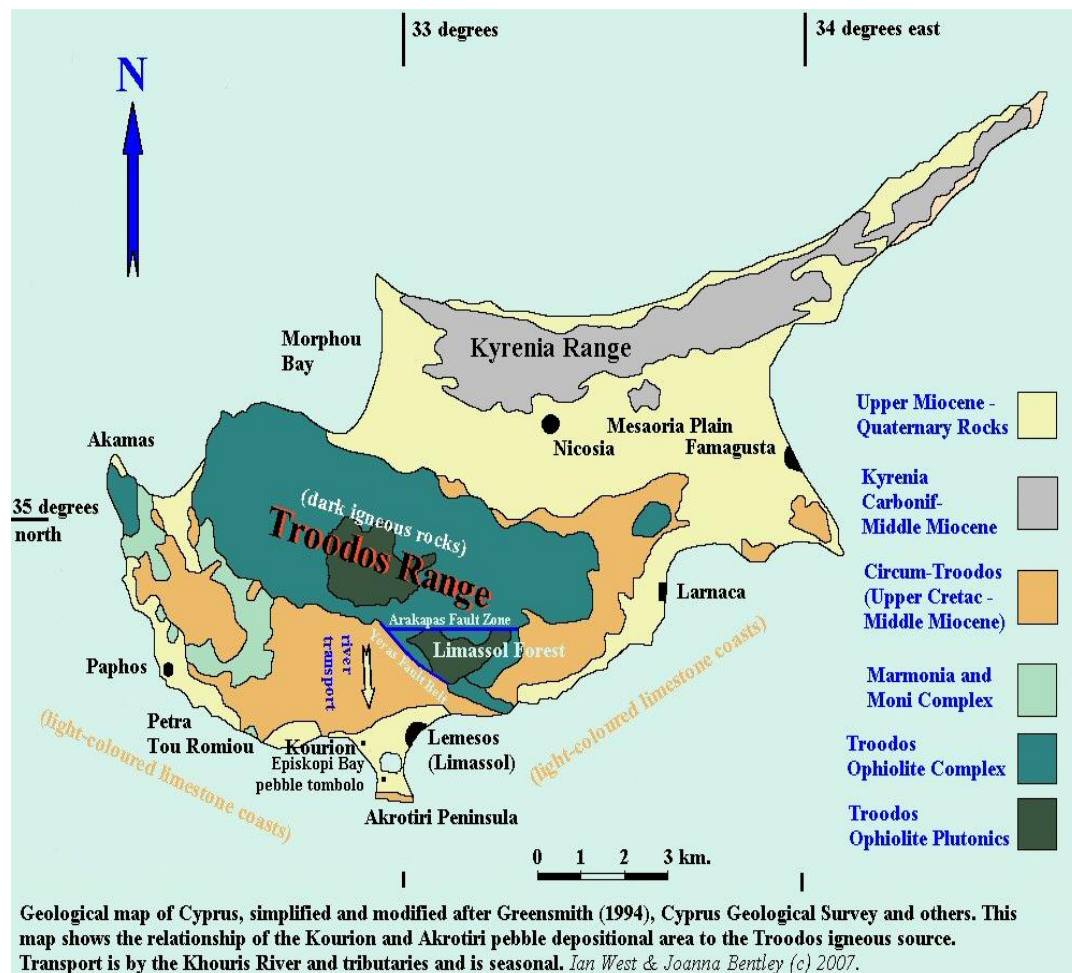 33 degrees
34 degrees east
N
Morphou
Bay
Kyrenia Range
Mesaoria Plain
Nicosia
Famagusta
Akamas
35 degrees
north
(dark igneous rocks)
Troodos Range
Larnaca
Arakapas Fault Zone
Limassol Forest
Yeras Fault Belt
river
transport
Paphos
Petra
Tou Romiou
(light-coloured limestone coasts)
Kourion
Episkopi Bay
pebble tombolo
Lemesos
(Limassol)
(light-coloured limestone coasts)
Akrotiri Peninsula
Upper Miocene -
Quaternary Rocks
Kyrenia
Carbonif-
Middle Miocene
Circum-Troodos
(Upper Cretac -
Middle Miocene)
Marmonia and
Moni Complex
Troodos
Ophiolite Complex
Troodos
Ophiolite Plutonics
0 1 2 3 km.
Geological map of Cyprus, simplified and modified after Greensmith (1994), Cyprus Geological Survey and others. This
map shows the relationship of the Kourion and Akrotiri pebble depositional area to the Troodos igneous source.
Transport is by the Khouris River and tributaries and is seasonal. Ian West & Joanna Bentley (c) 2007.